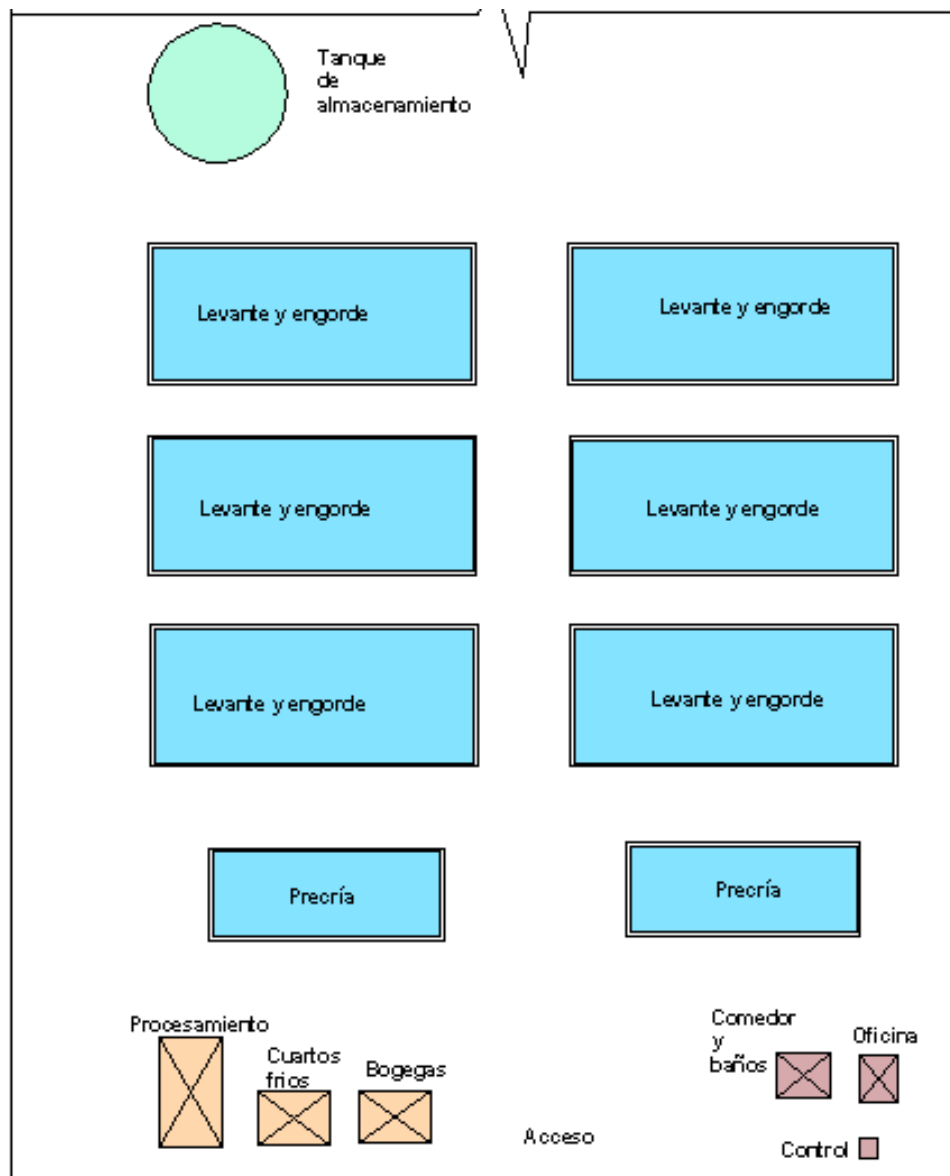 Tanque
de
almacenamiento
Levante y engorde
Levante y engorde
Levante y engorde
Levante y engorde
Levante y engorde
Levante y engorde
Precría
Precría
Procesamiento
Cuartos
frios
Bogegas
Comedor
y
baños
Oficina
Acceso
Control